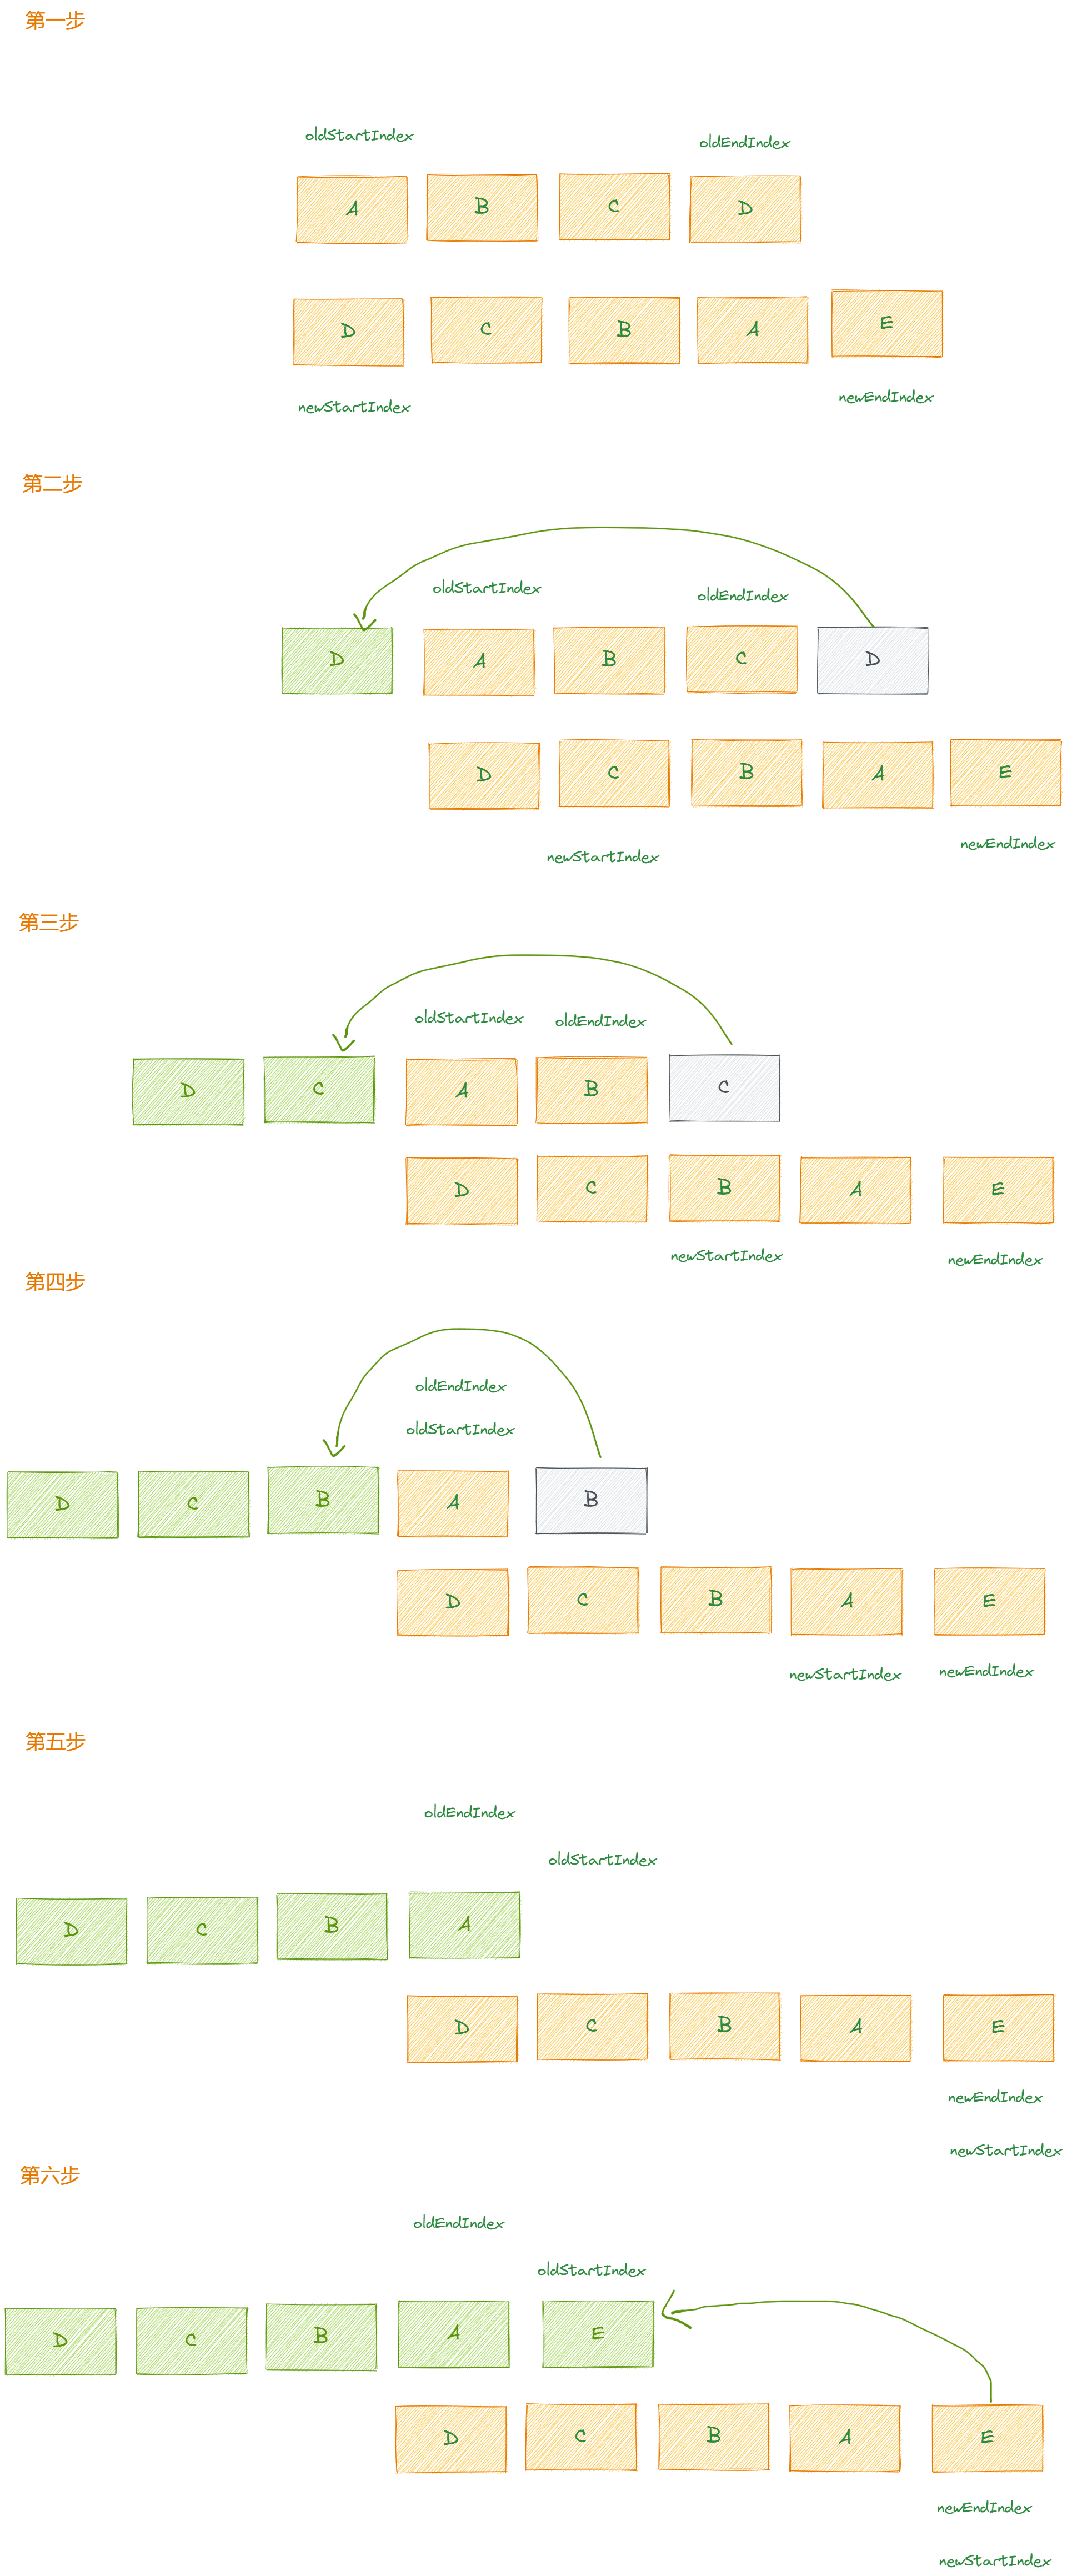 第一步
oldStartIndex oldEndIndex
A B C D
D C B A E
newStartIndex newEndIndex
第二步
oldStartIndex oldEndIndex
D A B C D
D C B A E
newStartIndex newEndIndex
第三步
oldStartIndex oldEndIndex
D C A B C
D C B A E
newStartIndex newEndIndex
第四步
oldEndIndex
oldStartIndex
D C B A B
D C B A E
newStartIndex newEndIndex
第五步
oldEndIndex
oldStartIndex
D C B A
D C B A E
newEndIndex
newStartIndex
第六步
oldEndIndex
oldStartIndex
D C B A E
D C B A E
newEndIndex
newStartIndex